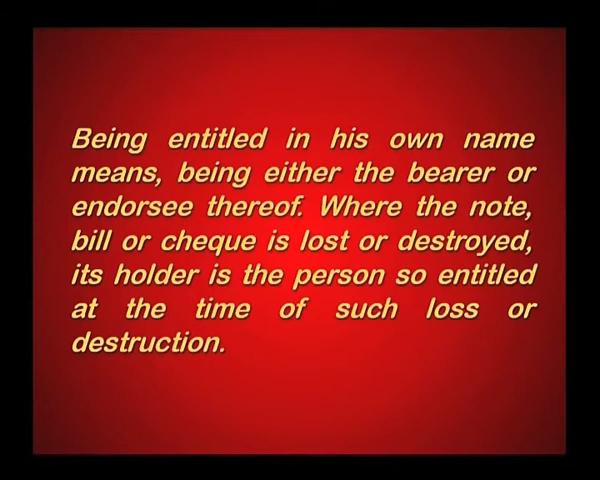 Being entitled in his own name
means, being either the bearer or
endorsee thereof. Where the note,
bill or cheque is lost or destroyed,
its holder is the person so entitled
at the time of such loss or
destruction.